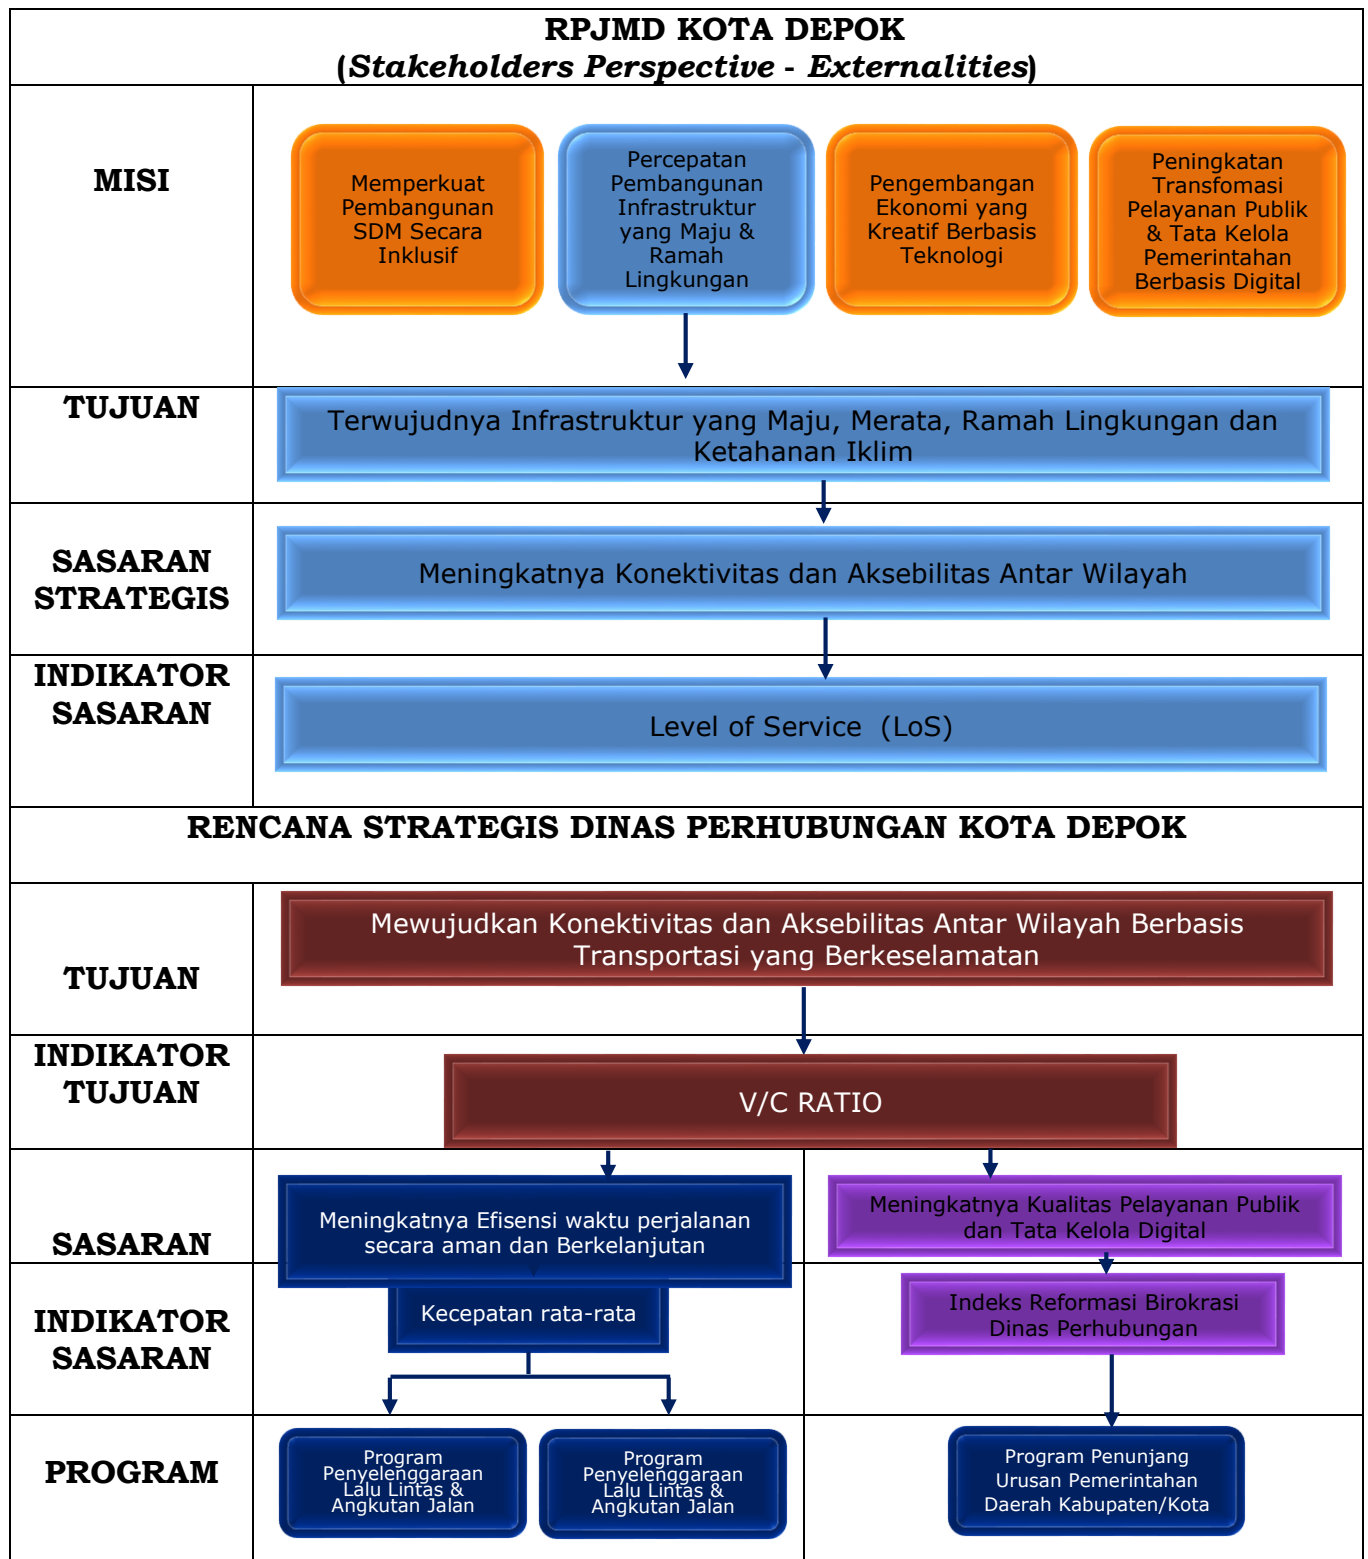 RPJMD KOTA DEPOK
(Stakeholders Perspective - Externalities)
MISI
Memperkuat
Pembangunan
SDM Secara
Inklusif
Percepatan
Pembangunan
Infrastruktur
yang Maju &
Ramah
Lingkungan
Pengembangan
Ekonomi yang
Kreatif Berbasis
Teknologi
Peningkatan
Transfomasi
Pelayanan Publik
& Tata Kelola
Pemerintahan
Berbasis Digital
TUJUAN
Terwujudnya Infrastruktur yang Maju, Merata, Ramah Lingkungan dan
Ketahanan Iklim
SASARAN
STRATEGIS
Meningkatnya Konektivitas dan Aksebilitas Antar Wilayah
INDIKATOR
SASARAN
Level of Service (LoS)
RENCANA STRATEGIS DINAS PERHUBUNGAN KOTA DEPOK
TUJUAN
Mewujudkan Konektivitas dan Aksebilitas Antar Wilayah Berbasis
Transportasi yang Berkeselamatan
INDIKATOR
TUJUAN
V/C RATIO
SASARAN
Meningkatnya Efisensi waktu perjalanan
secara aman dan Berkelanjutan
Meningkatnya Kualitas Pelayanan Publik
dan Tata Kelola Digital
INDIKATOR
SASARAN
Kecepatan rata-rata
Indeks Reformasi Birokrasi
Dinas Perhubungan
PROGRAM
Program
Penyelenggaraan
Lalu Lintas &
Angkutan Jalan
Program
Penyelenggaraan
Lalu Lintas &
Angkutan Jalan
Program Penunjang
Urusan Pemerintahan
Daerah Kabupaten/Kota